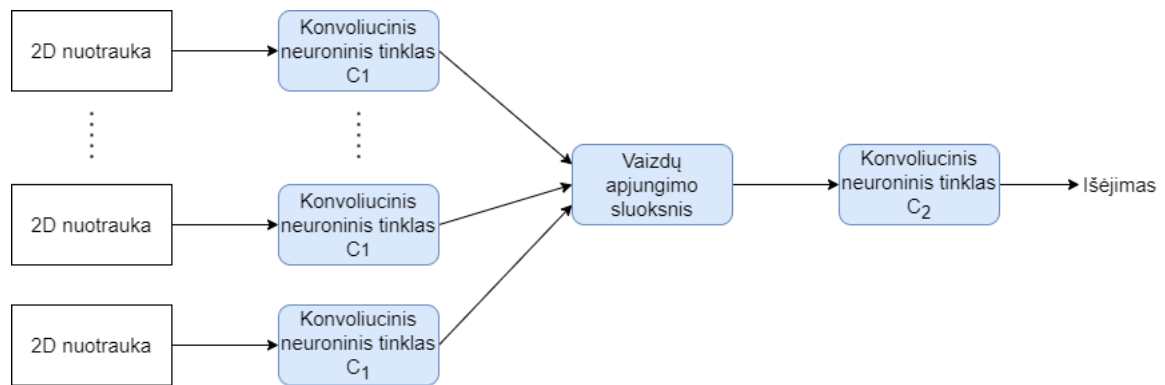 2D nuotrauka
Konvoliucinis
neuroninis tinklas
C1
2D nuotrauka
Konvoliucinis
neuroninis tinklas
C1
Vaizdų
apjungimo
sluoksnis
Konvoliucinis
neuroninis tinklas
C2
Išėjimas
2D nuotrauka
Konvoliucinis
neuroninis tinklas
C1